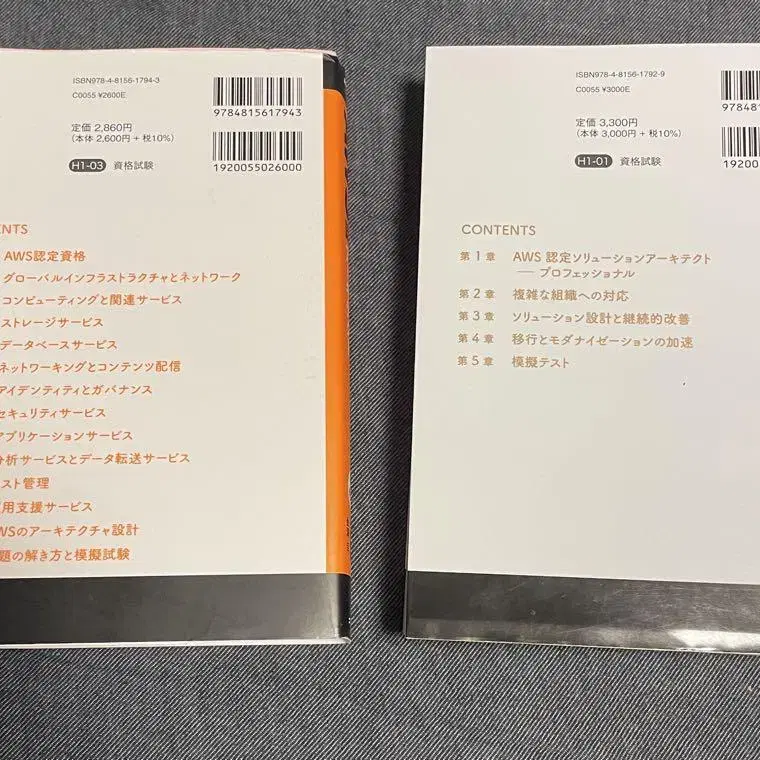 ISBN978-4-8156-1794-3
C0055 ¥2600E
9784815617943
定価 2,860円
(本体 2,600円 + 税10%)
1920055026000
H1-03 資格試験
ENTS
AWS認定資格
グローバルインフラストラクチャとネットワーク
コンピューティングと関連サービス
ストレージサービス
データベースサービス
ネットワーキングとコンテンツ配信
アイデンティティとガバナンス
セキュリティサービス
アプリケーションサービス
分析サービスとデータ転送サービス
スト管理
用支援サービス
WSのアーキテクチャ設計
題の解き方と模擬試験
ISBN978-4-8156-1792-9
C0055 ¥3000E
97848
定価 3,300円
(本体 3,000円 + 税10%)
19200
H1-01 資格試験
CONTENTS
第1章 AWS 認定ソリューションアーキテクト
── プロフェッショナル
第2章 複雑な組織への対応
第3章 ソリューション設計と継続的改善
第4章 移行とモダナイゼーションの加速
第5章 模擬テスト